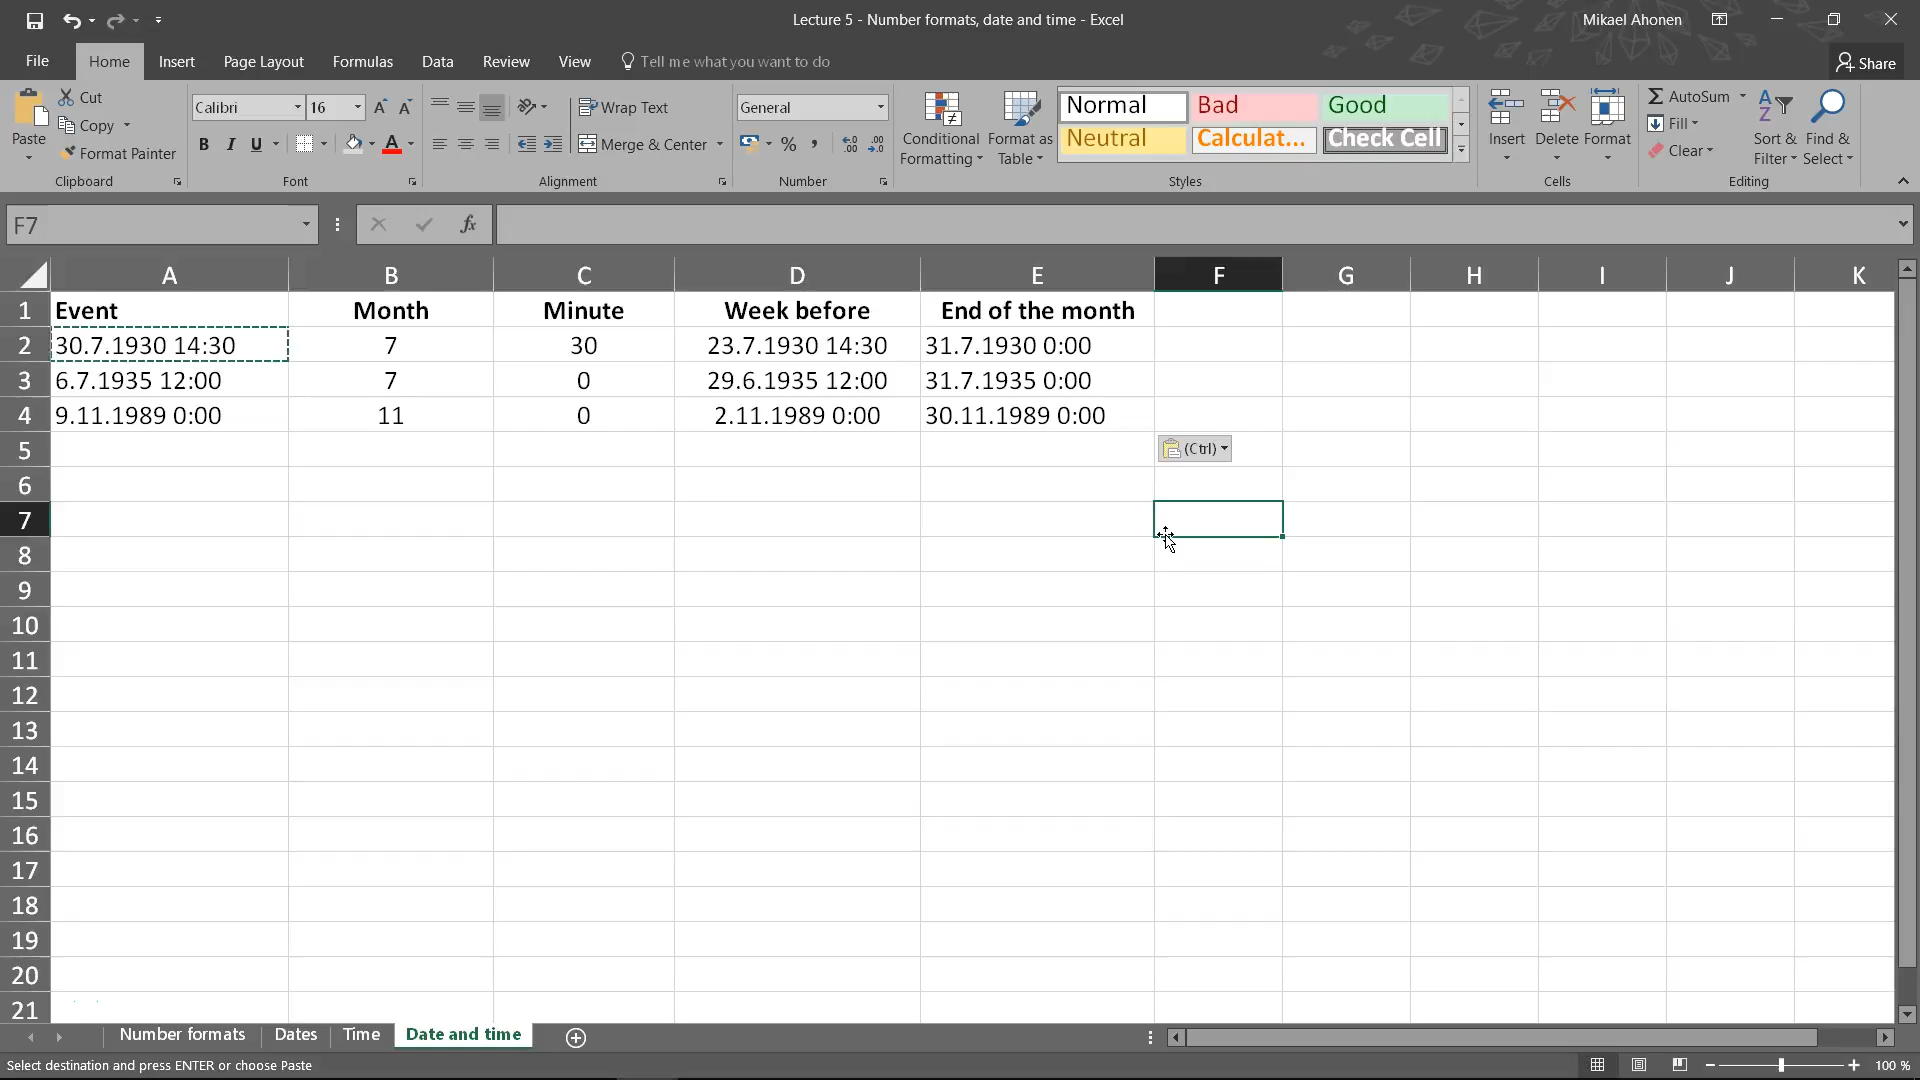 Lecture 5 - Number formats, date and time - Excel
Mikael Ahonen
File Home Insert Page Layout Formulas Data Review View Tell me what you want to do
Share
Paste
Cut
Copy
Format Painter
Clipboard
Calibri 16
B I U A
Font
Wrap Text
Merge & Center
Alignment
General
%
Number
Conditional Formatting
Format as Table
Normal Bad Good
Neutral Calculat... Check Cell
Styles
Insert Delete Format
Cells
AutoSum
Fill
Clear
Sort & Filter
Find & Select
Editing
F7 fx
A B C D E F G H I J K
1 Event Month Minute Week before End of the month
2 30.7.1930 14:30 7 30 23.7.1930 14:30 31.7.1930 0:00
3 6.7.1935 12:00 7 0 29.6.1935 12:00 31.7.1935 0:00
4 9.11.1989 0:00 11 0 2.11.1989 0:00 30.11.1989 0:00
5 (Ctrl)
6
7
8
9
10
11
12
13
14
15
16
17
18
19
20
21
Number formats Dates Time Date and time
Select destination and press ENTER or choose Paste
100 %